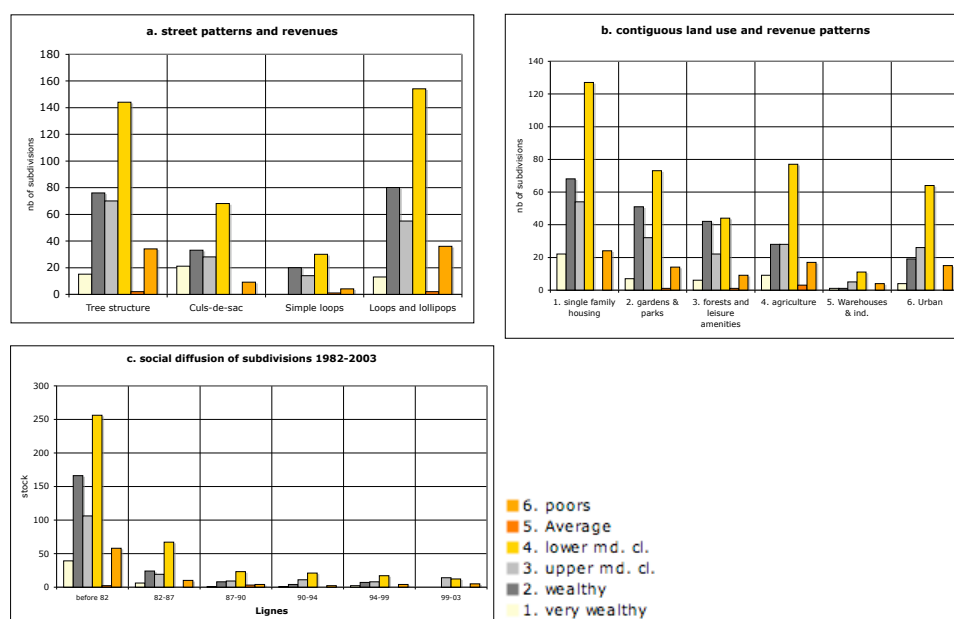 a. street patterns and revenues
180
160
140
120
100
80
60
40
20
0
nb of subdivisions
Tree structure
Culs-de-sac
Simple loops
Loops and lollipops
b. contiguous land use and revenue patterns
140
120
100
80
60
40
20
0
nb of subdivisions
1. single family
housing
2. gardens &
parks
3. forests and
leisure
amenities
4. agriculture
5. Warehouses
& ind.
6. Urban
c. social diffusion of subdivisions 1982-2003
300
250
200
150
100
50
0
stock
before 82
82-87
87-90
90-94
94-99
99-03
Lignes
6. poors
5. Average
4. lower md. cl.
3. upper md. cl.
2. wealthy
1. very wealthy